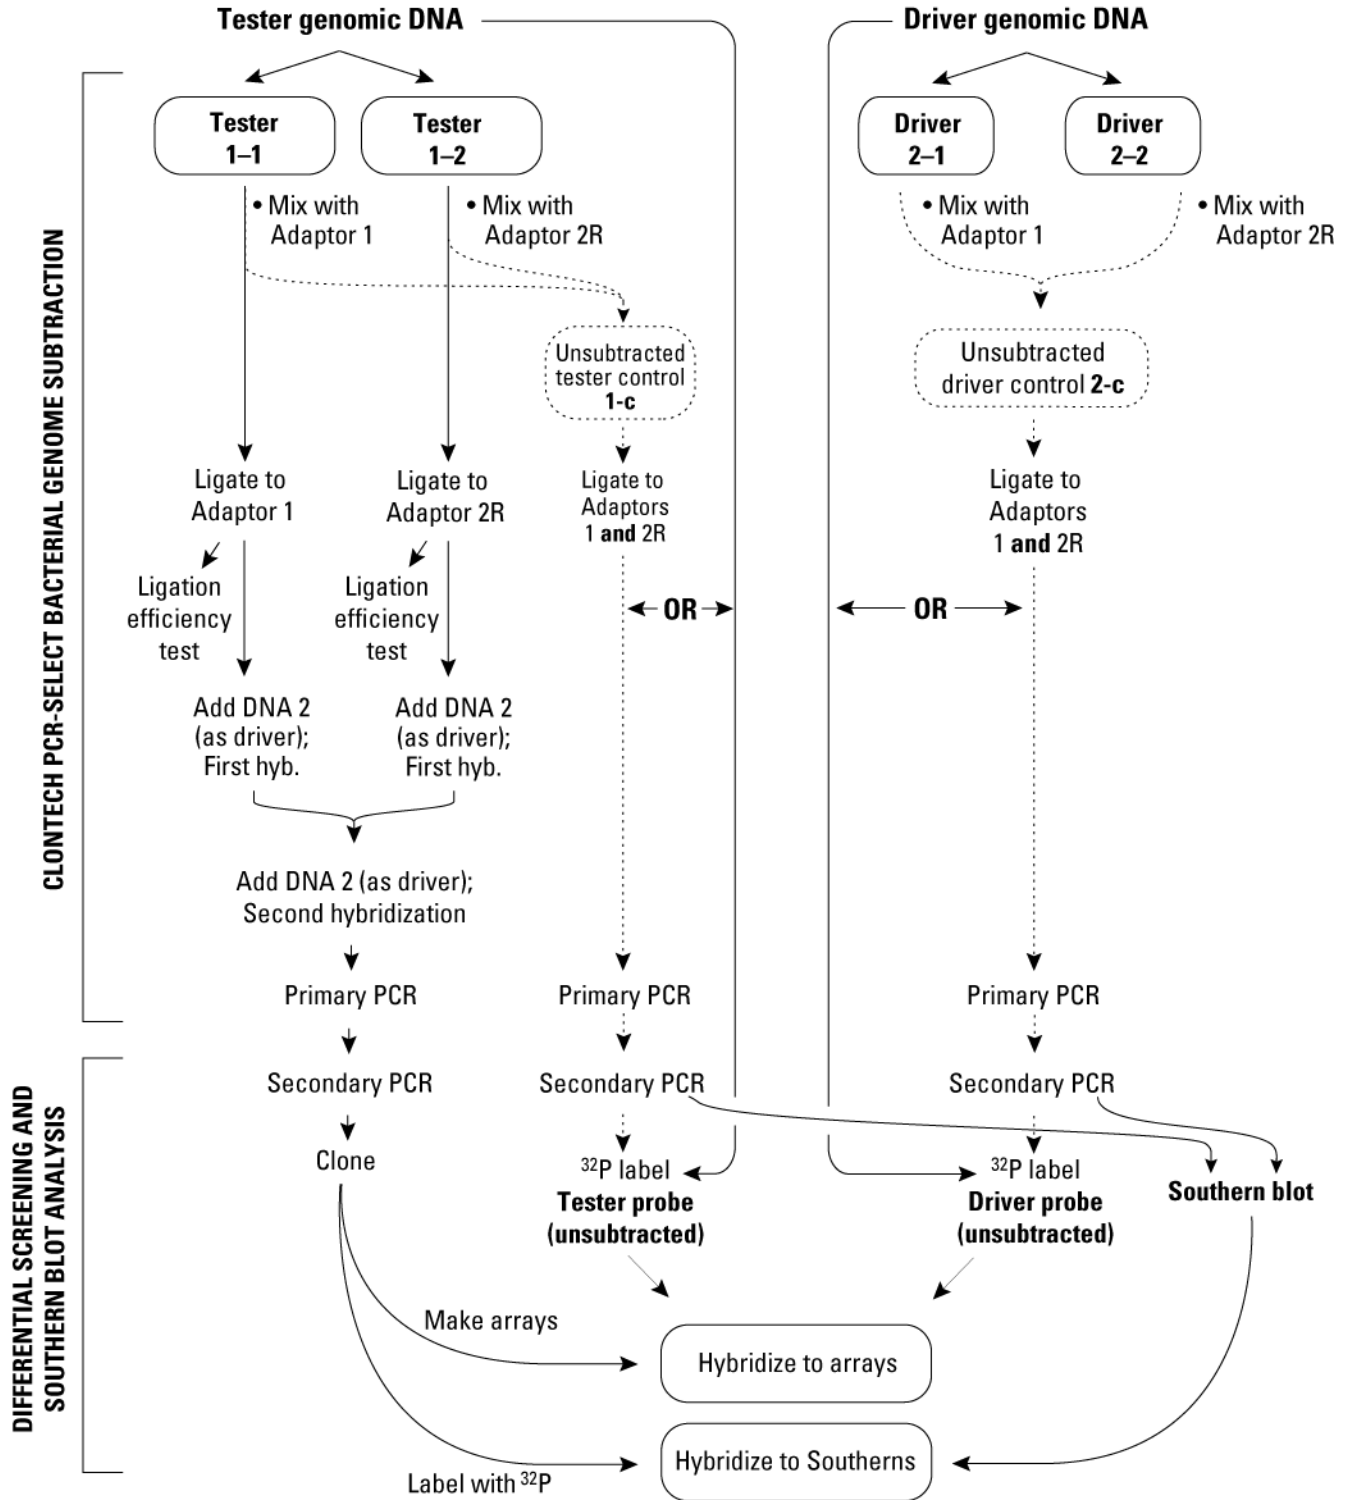 Tester genomic DNA
Driver genomic DNA
CLONTECH PCR-SELECT BACTERIAL GENOME SUBTRACTION
Tester
1–1
Tester
1–2
Driver
2–1
Driver
2–2
• Mix with
Adaptor 1
• Mix with
Adaptor 2R
• Mix with
Adaptor 1
• Mix with
Adaptor 2R
Unsubtracted
tester control
1-c
Unsubtracted
driver control 2-c
Ligate to
Adaptor 1
Ligate to
Adaptor 2R
Ligate to
Adaptors
1 and 2R
Ligate to
Adaptors
1 and 2R
Ligation
efficiency
test
Ligation
efficiency
test
OR
OR
Add DNA 2
(as driver);
First hyb.
Add DNA 2
(as driver);
First hyb.
Add DNA 2 (as driver);
Second hybridization
Primary PCR
Primary PCR
Primary PCR
DIFFERENTIAL SCREENING AND
SOUTHERN BLOT ANALYSIS
Secondary PCR
Secondary PCR
Secondary PCR
Clone
³²P label
Tester probe
(unsubtracted)
³²P label
Driver probe
(unsubtracted)
Southern blot
Make arrays
Hybridize to arrays
Hybridize to Southerns
Label with ³²P